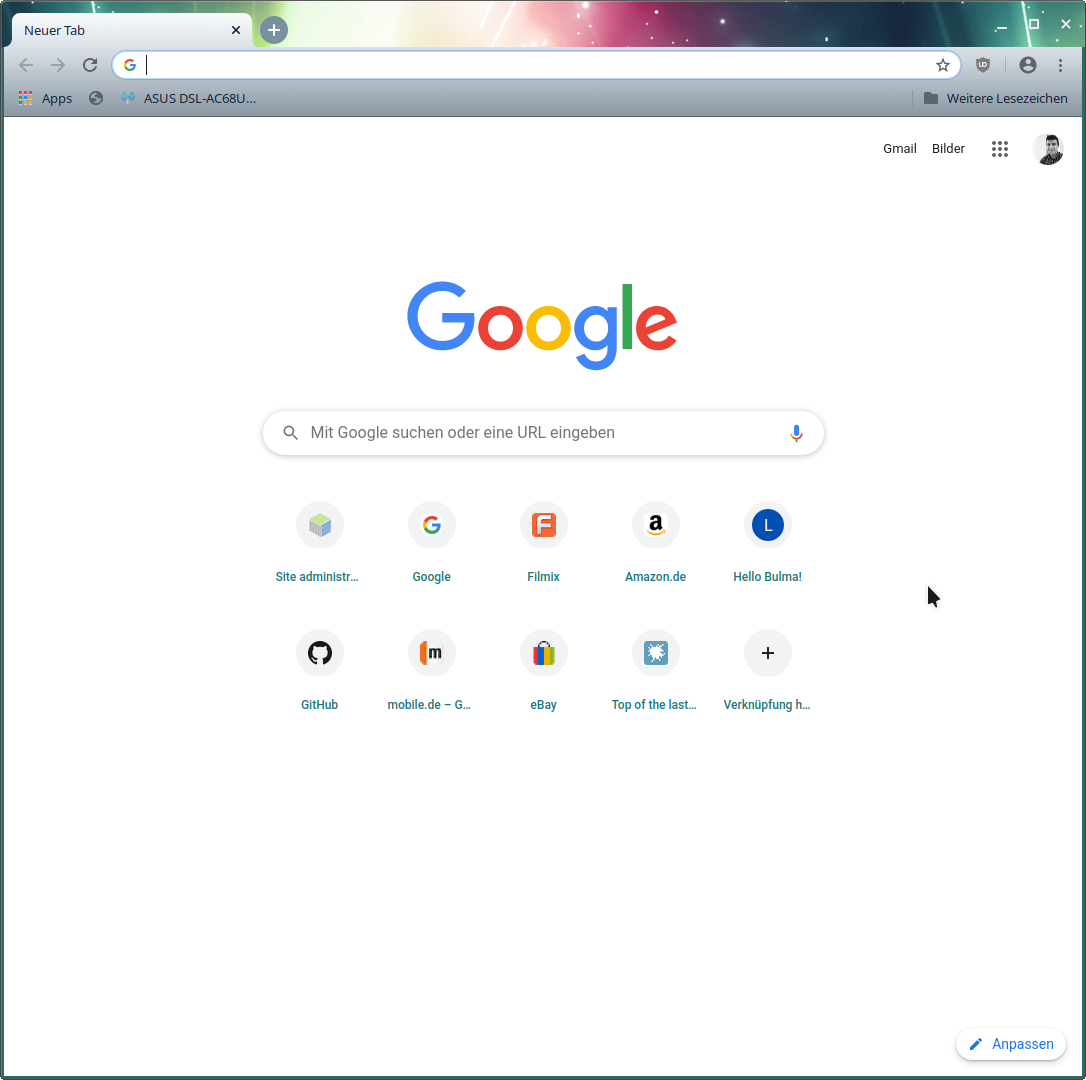 Neuer Tab
Apps
ASUS DSL-AC68U...
Weitere Lesezeichen
Gmail Bilder
Google
Mit Google suchen oder eine URL eingeben
L
Site administr... Google Filmix Amazon.de Hello Bulma!
GitHub mobile.de – G... eBay Top of the last... Verknüpfung h...
Anpassen